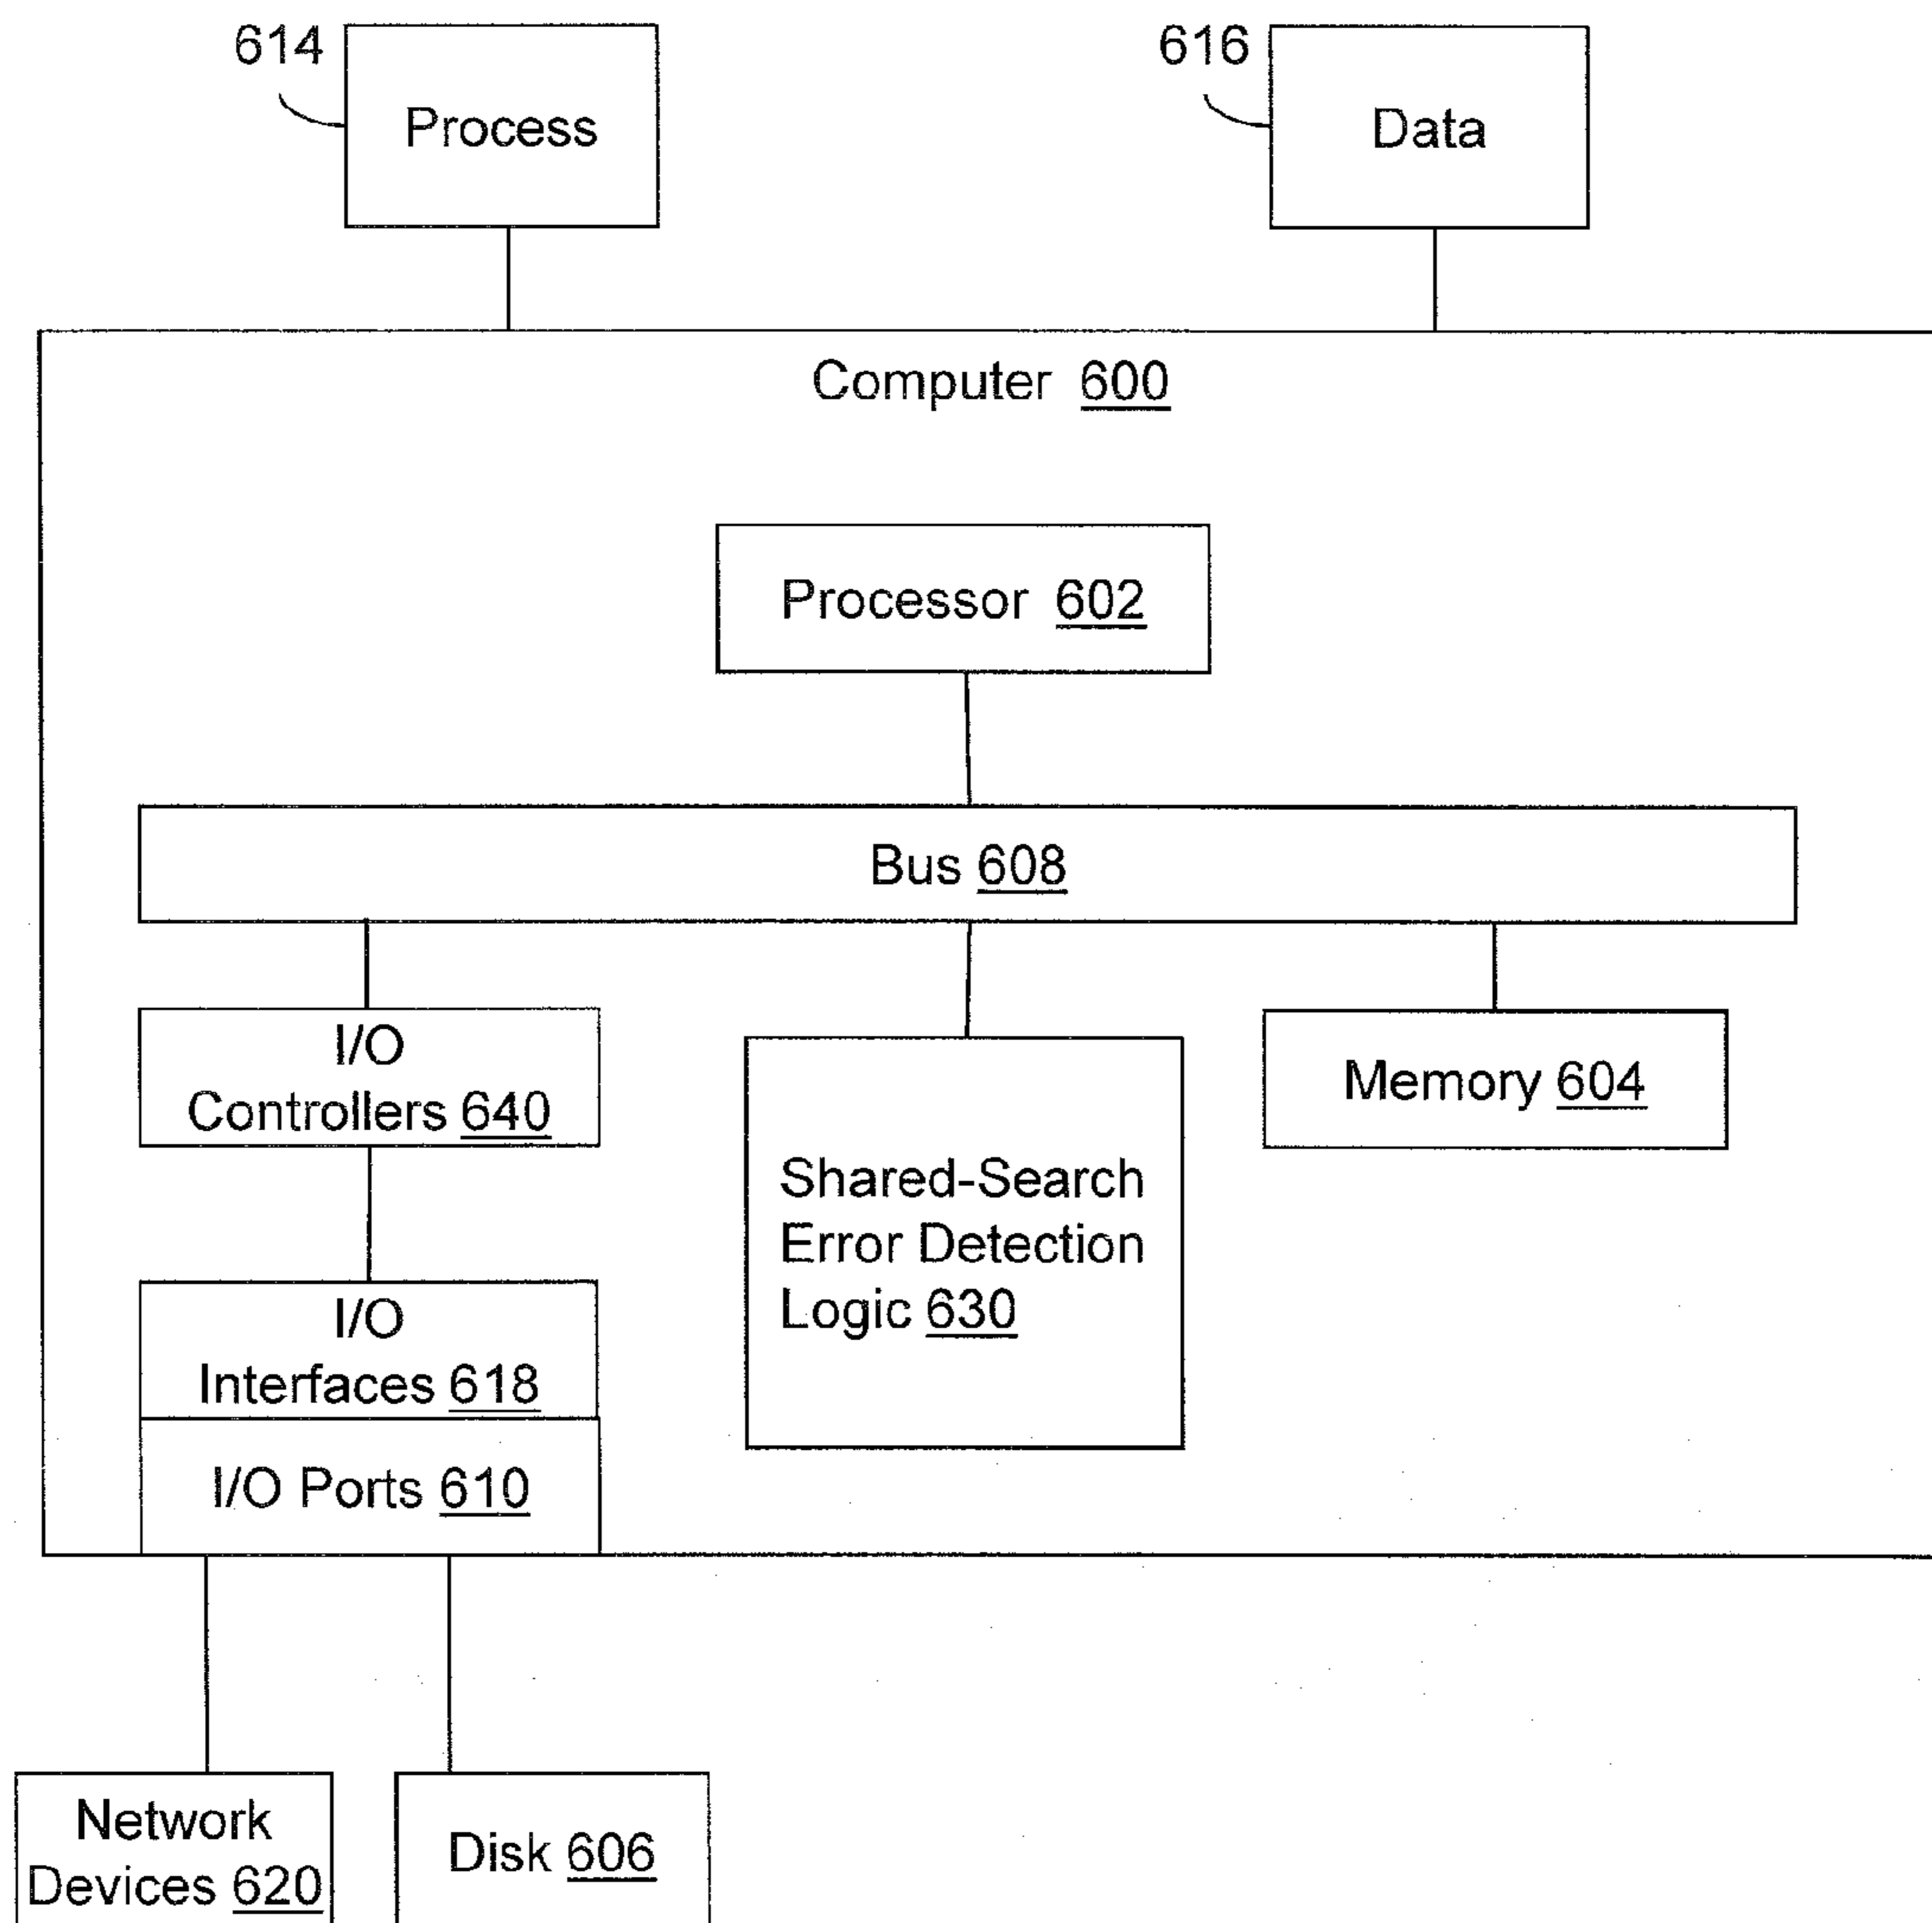 614
Process
616
Data
Computer 600
Processor 602
Bus 608
I/O
Controllers 640
Shared-Search
Error Detection
Logic 630
Memory 604
I/O
Interfaces 618
I/O Ports 610
Network
Devices 620
Disk 606